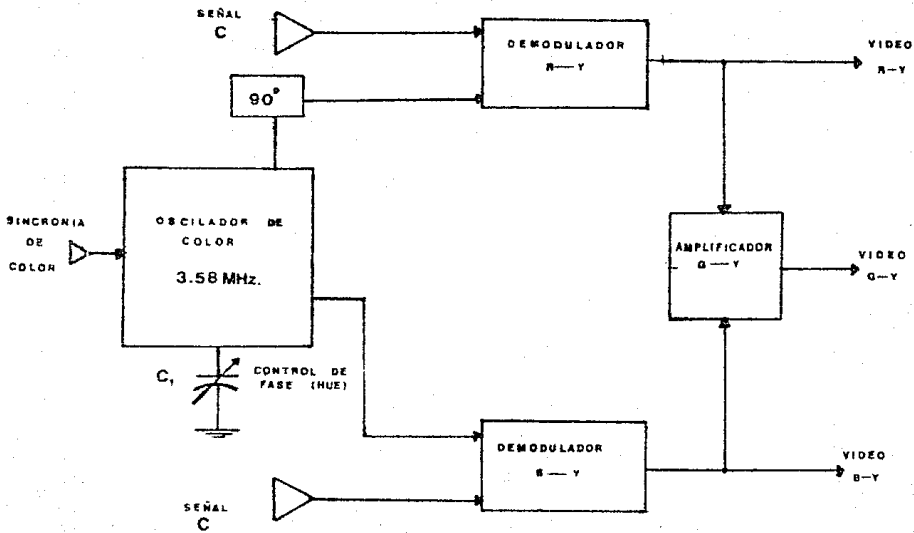 SEÑAL
C
DEMODULADOR
R—Y
VIDEO
R—Y
90°
SINCRONIA
DE
COLOR
OSCILADOR DE
COLOR
3.58 MHz.
AMPLIFICADOR
G—Y
VIDEO
G—Y
C₁
CONTROL DE
FASE (HUE)
DEMODULADOR
B—Y
VIDEO
B—Y
SEÑAL
C